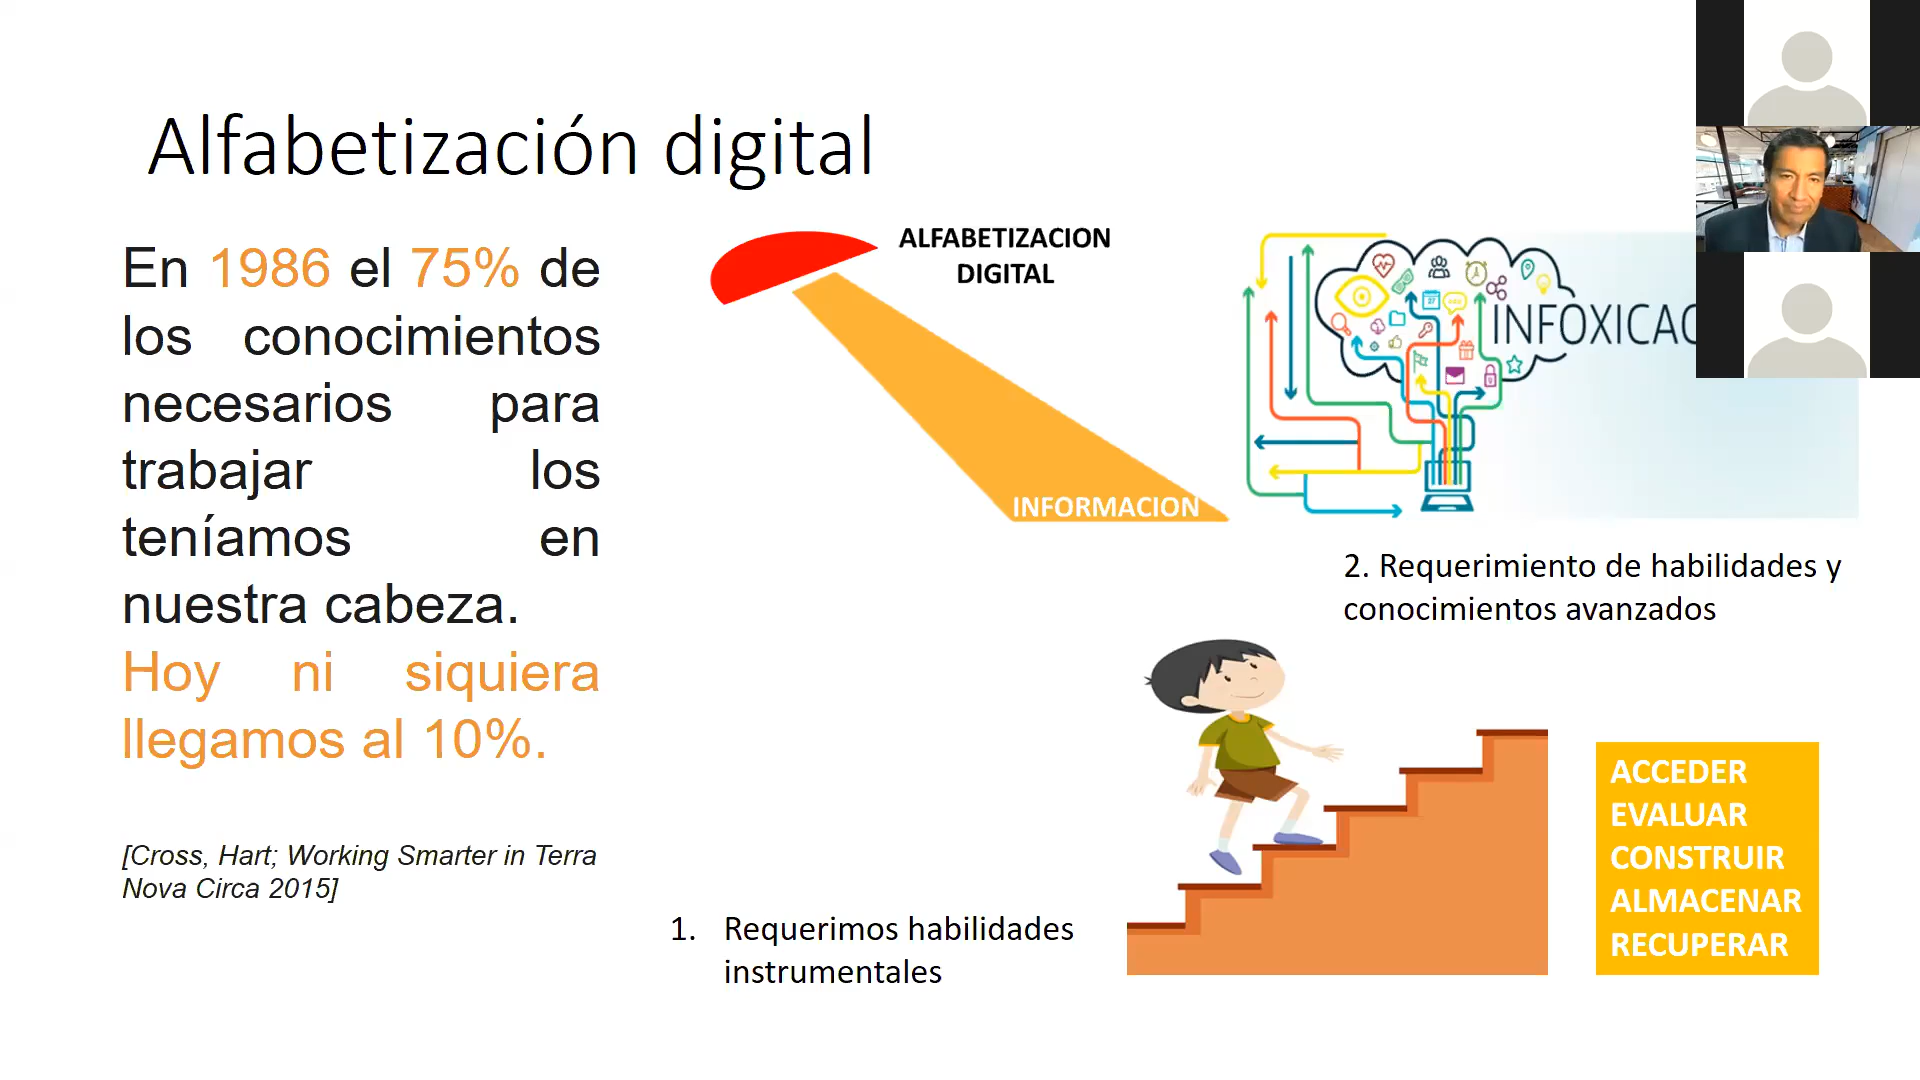 Alfabetización digital
En 1986 el 75% de
los conocimientos
necesarios para
trabajar los
teníamos en
nuestra cabeza.
Hoy ni siquiera
llegamos al 10%.
[Cross, Hart; Working Smarter in Terra
Nova Circa 2015]
ALFABETIZACION
DIGITAL
INFORMACION
INFOXICAC
2. Requerimiento de habilidades y
conocimientos avanzados
1. Requerimos habilidades
instrumentales
ACCEDER
EVALUAR
CONSTRUIR
ALMACENAR
RECUPERAR